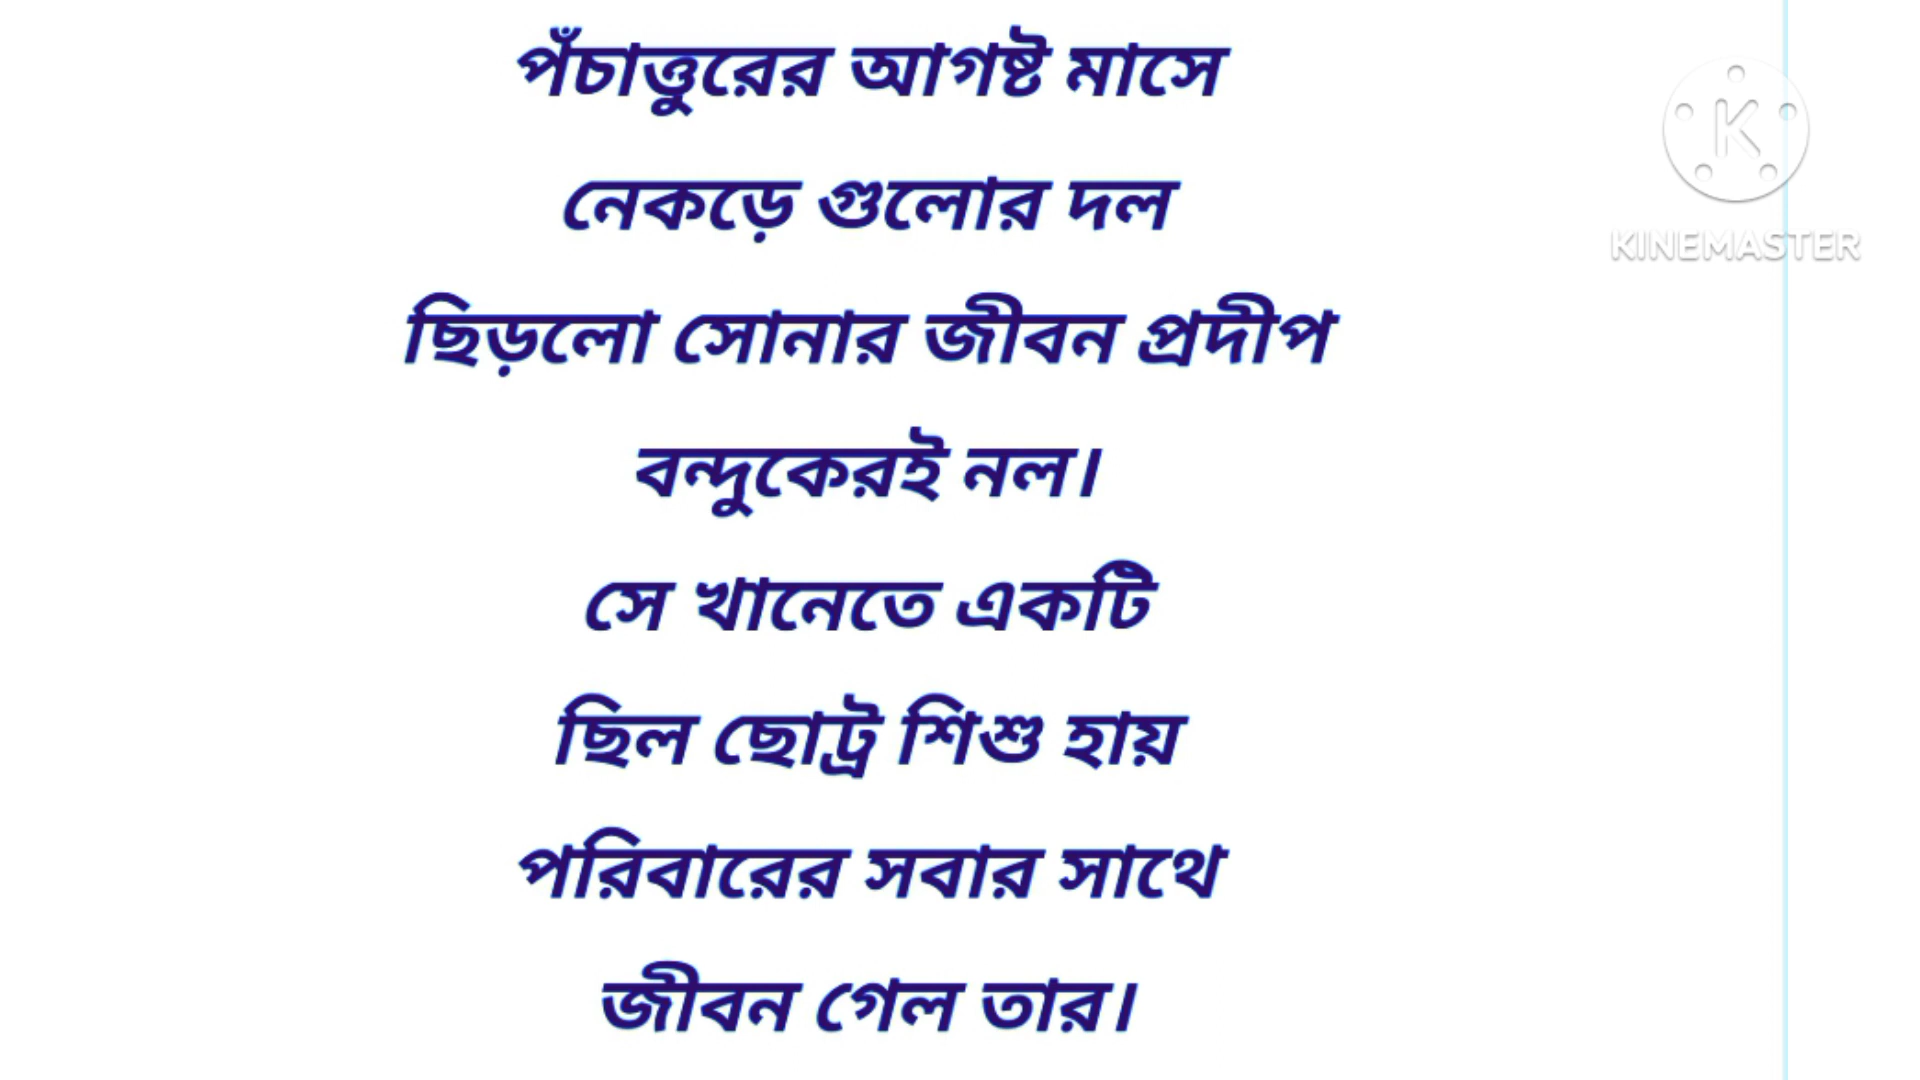 পঁচাত্তুরের আগষ্ট মাসে
নেকড়ে গুলোর দল
ছিড়লো সোনার জীবন প্রদীপ
বন্দুকেরই নল।
সে খানেতে একটি
ছিল ছোট্র শিশু হায়
পরিবারের সবার সাথে
জীবন গেল তার।
K
KINEMASTER